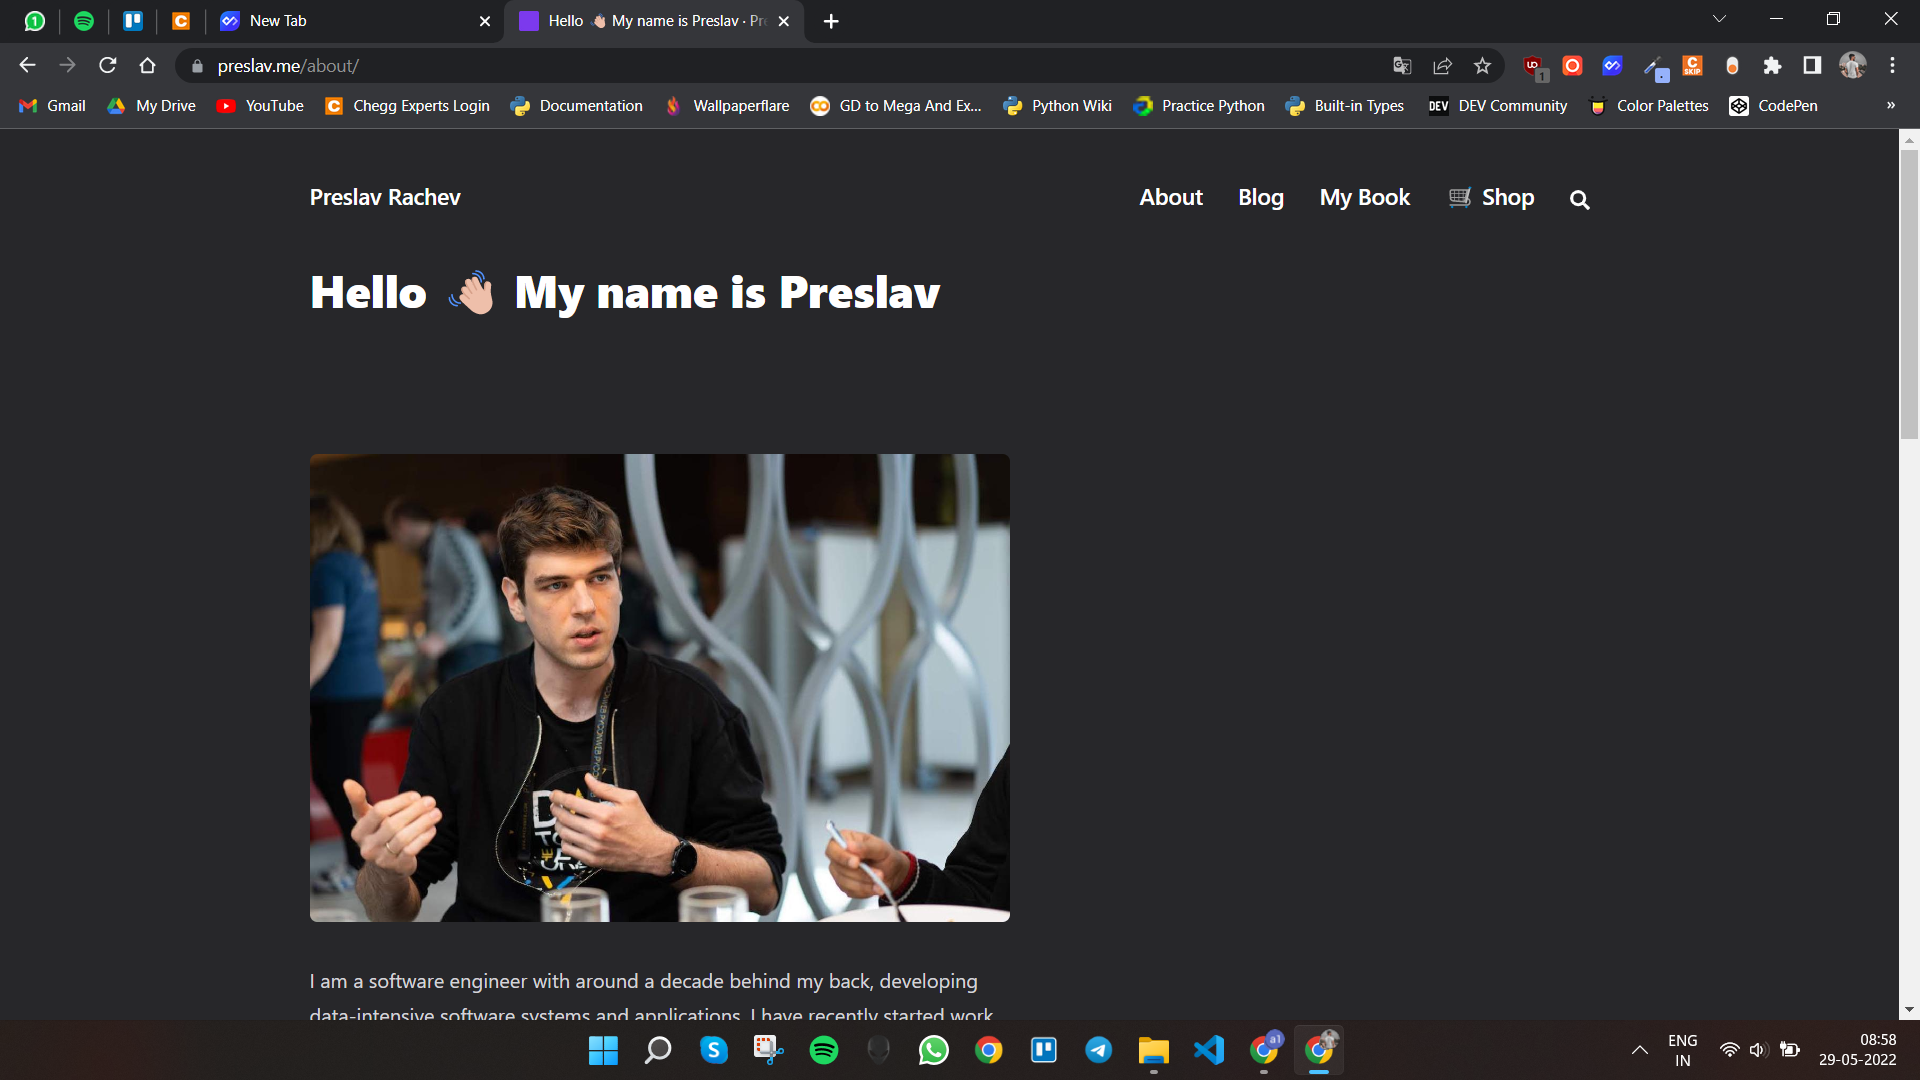 New Tab
Hello 👋🏻 My name is Preslav · Pr
preslav.me/about/
1
Gmail
My Drive
YouTube
Chegg Experts Login
Documentation
Wallpaperflare
GD to Mega And Ex...
Python Wiki
Practice Python
Built-in Types
DEV
DEV Community
Color Palettes
CodePen
»
Preslav Rachev
About
Blog
My Book
🛒 Shop
Hello 👋🏻 My name is Preslav
I am a software engineer with around a decade behind my back, developing
data-intensive software systems and applications. I have recently started work
ENG
IN
08:58
29-05-2022